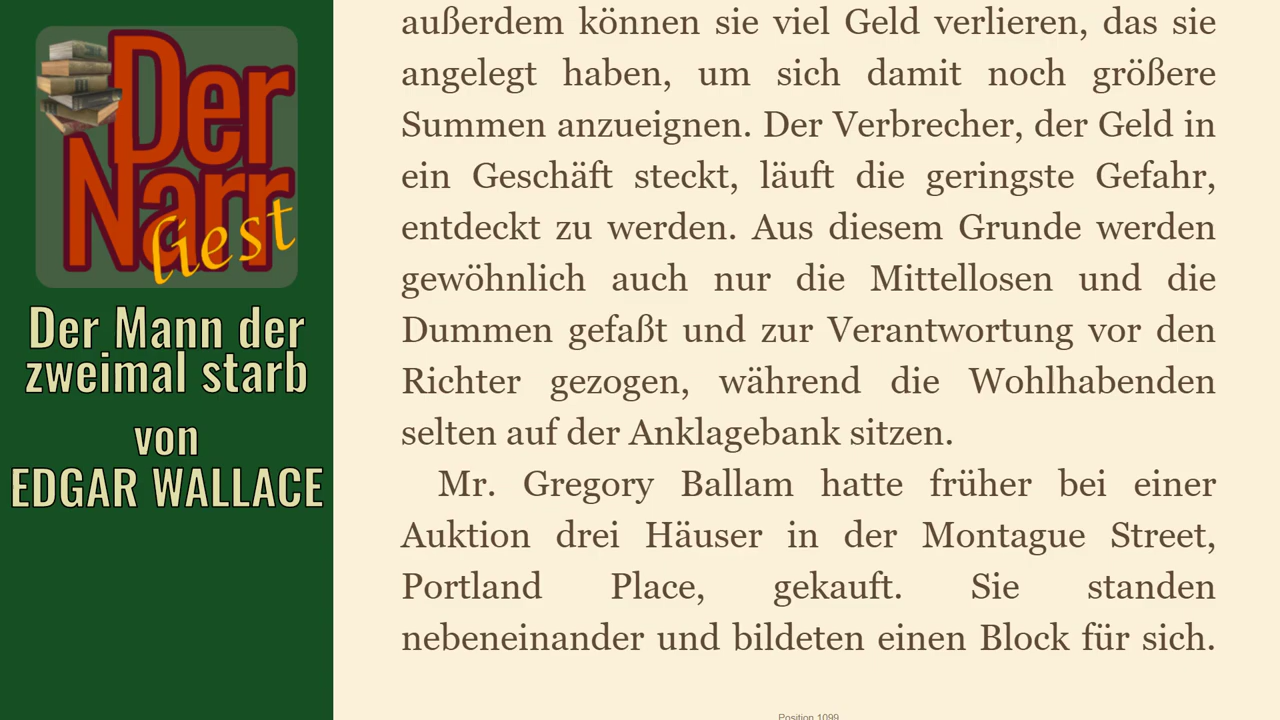 Der
Narr
liest
Der Mann der
zweimal starb
von
EDGAR WALLACE
außerdem können sie viel Geld verlieren, das sie
angelegt haben, um sich damit noch größere
Summen anzueignen. Der Verbrecher, der Geld in
ein Geschäft steckt, läuft die geringste Gefahr,
entdeckt zu werden. Aus diesem Grunde werden
gewöhnlich auch nur die Mittellosen und die
Dummen gefaßt und zur Verantwortung vor den
Richter gezogen, während die Wohlhabenden
selten auf der Anklagebank sitzen.
Mr. Gregory Ballam hatte früher bei einer
Auktion drei Häuser in der Montague Street,
Portland Place, gekauft. Sie standen
nebeneinander und bildeten einen Block für sich.
Position 1099